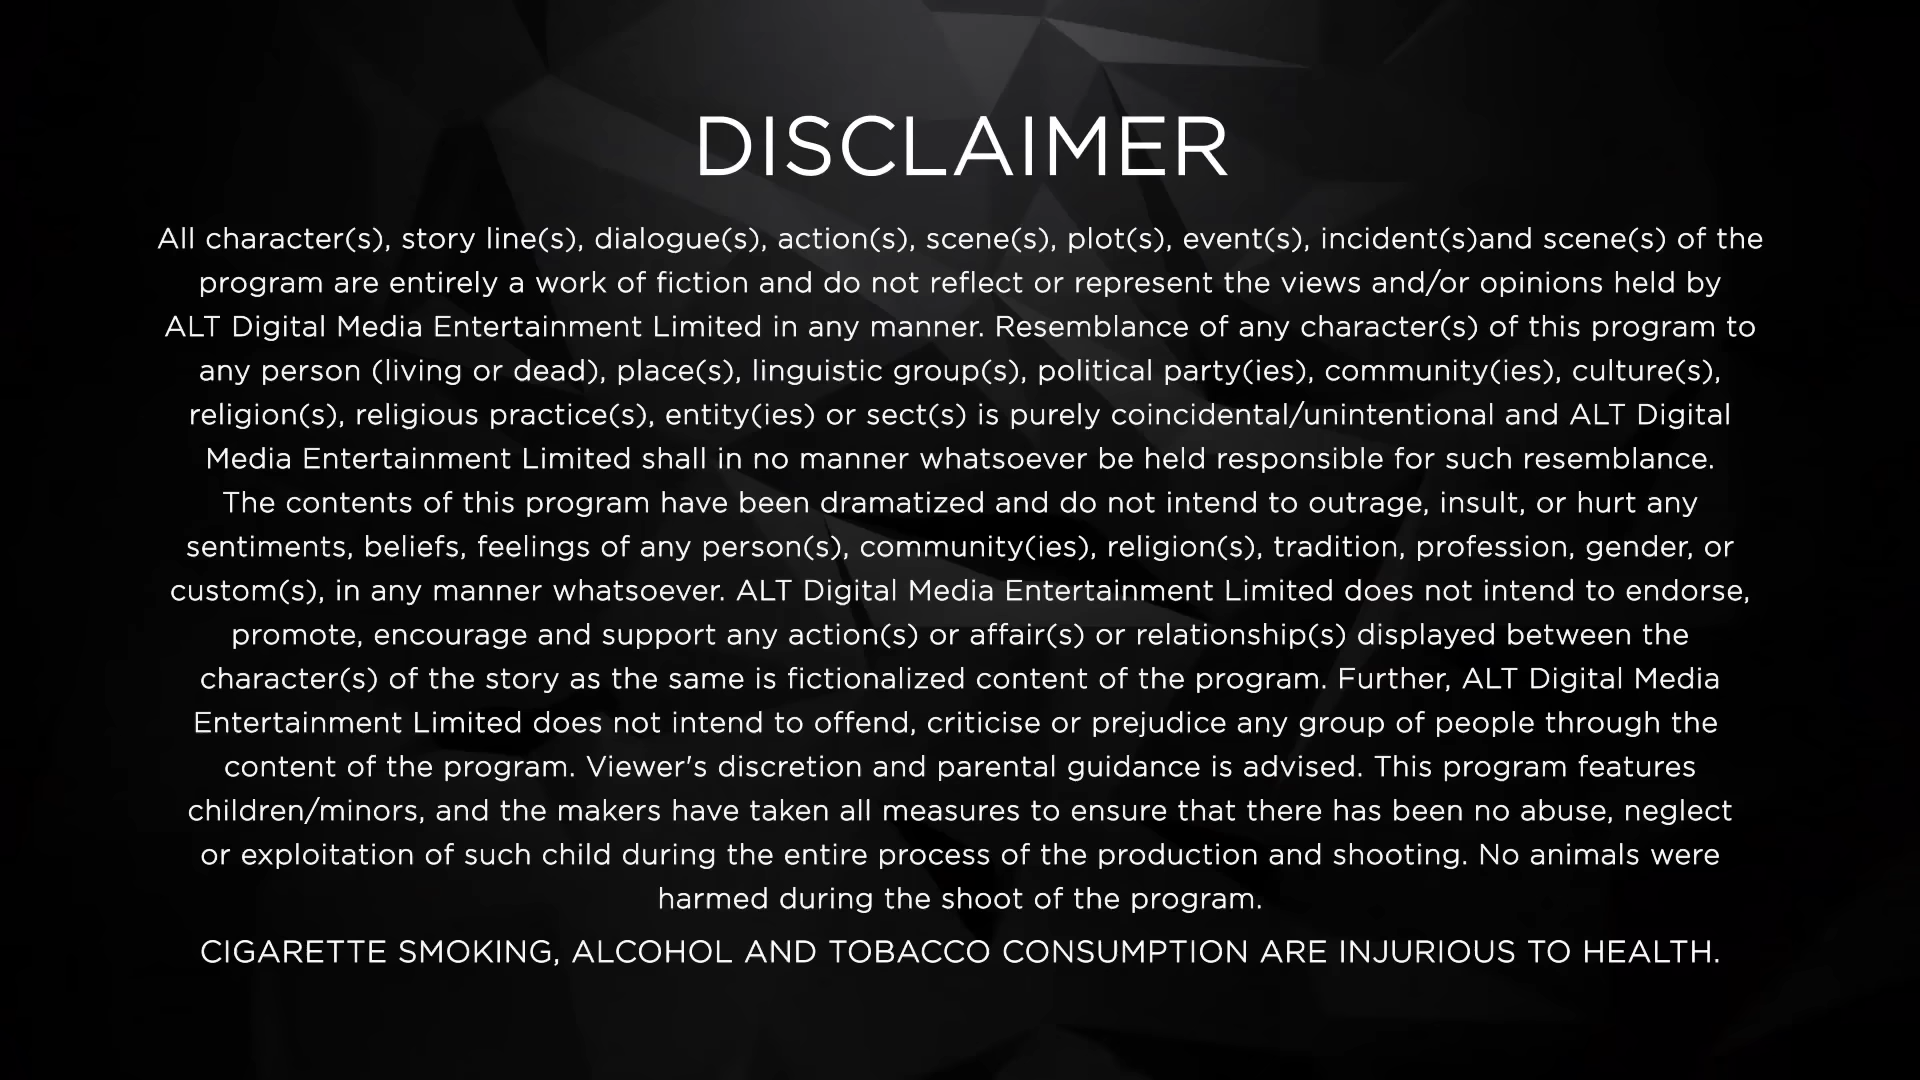 DISCLAIMER
All character(s), story line(s), dialogue(s), action(s), scene(s), plot(s), event(s), incident(s)and scene(s) of the
program are entirely a work of fiction and do not reflect or represent the views and/or opinions held by
ALT Digital Media Entertainment Limited in any manner. Resemblance of any character(s) of this program to
any person (living or dead), place(s), linguistic group(s), political party(ies), community(ies), culture(s),
religion(s), religious practice(s), entity(ies) or sect(s) is purely coincidental/unintentional and ALT Digital
Media Entertainment Limited shall in no manner whatsoever be held responsible for such resemblance.
The contents of this program have been dramatized and do not intend to outrage, insult, or hurt any
sentiments, beliefs, feelings of any person(s), community(ies), religion(s), tradition, profession, gender, or
custom(s), in any manner whatsoever. ALT Digital Media Entertainment Limited does not intend to endorse,
promote, encourage and support any action(s) or affair(s) or relationship(s) displayed between the
character(s) of the story as the same is fictionalized content of the program. Further, ALT Digital Media
Entertainment Limited does not intend to offend, criticise or prejudice any group of people through the
content of the program. Viewer's discretion and parental guidance is advised. This program features
children/minors, and the makers have taken all measures to ensure that there has been no abuse, neglect
or exploitation of such child during the entire process of the production and shooting. No animals were
harmed during the shoot of the program.
CIGARETTE SMOKING, ALCOHOL AND TOBACCO CONSUMPTION ARE INJURIOUS TO HEALTH.